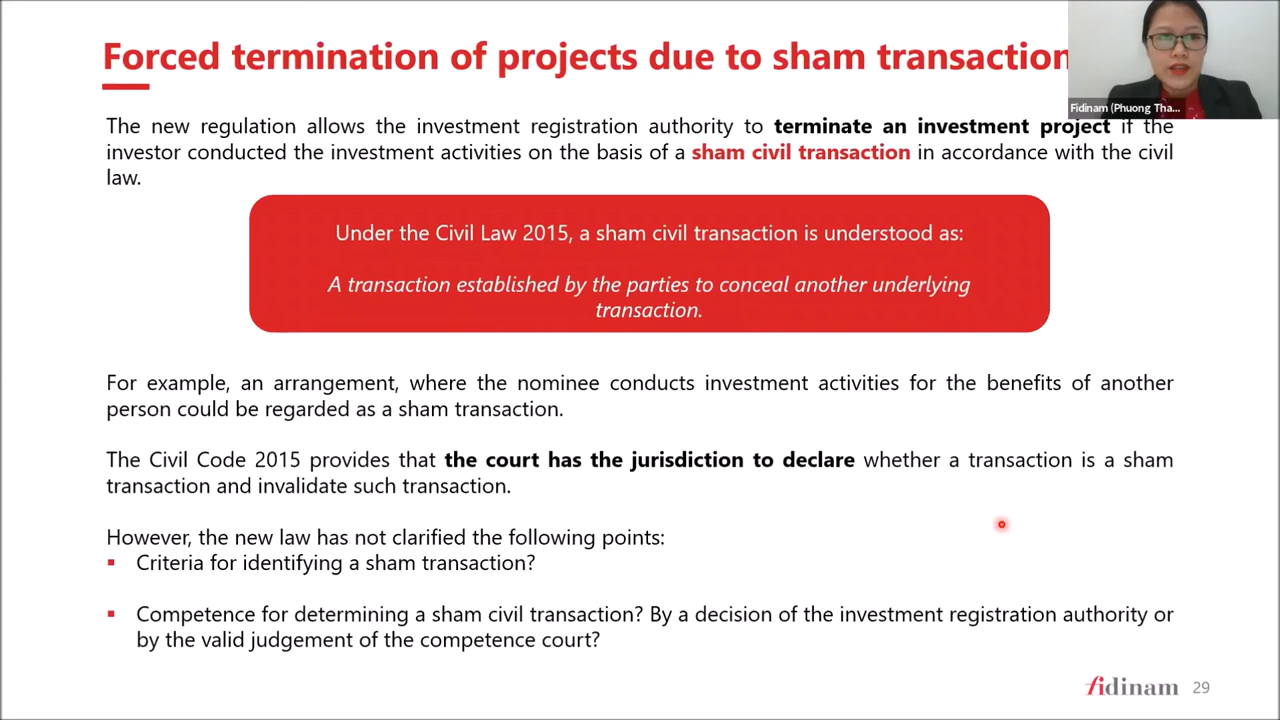 Forced termination of projects due to sham transaction
Fidinam (Phuong Tha...
The new regulation allows the investment registration authority to terminate an investment project if the
investor conducted the investment activities on the basis of a sham civil transaction in accordance with the civil
law.
Under the Civil Law 2015, a sham civil transaction is understood as:
A transaction established by the parties to conceal another underlying
transaction.
For example, an arrangement, where the nominee conducts investment activities for the benefits of another
person could be regarded as a sham transaction.
The Civil Code 2015 provides that the court has the jurisdiction to declare whether a transaction is a sham
transaction and invalidate such transaction.
However, the new law has not clarified the following points:
▪ Criteria for identifying a sham transaction?
▪ Competence for determining a sham civil transaction? By a decision of the investment registration authority or
by the valid judgement of the competence court?
fidinam 29